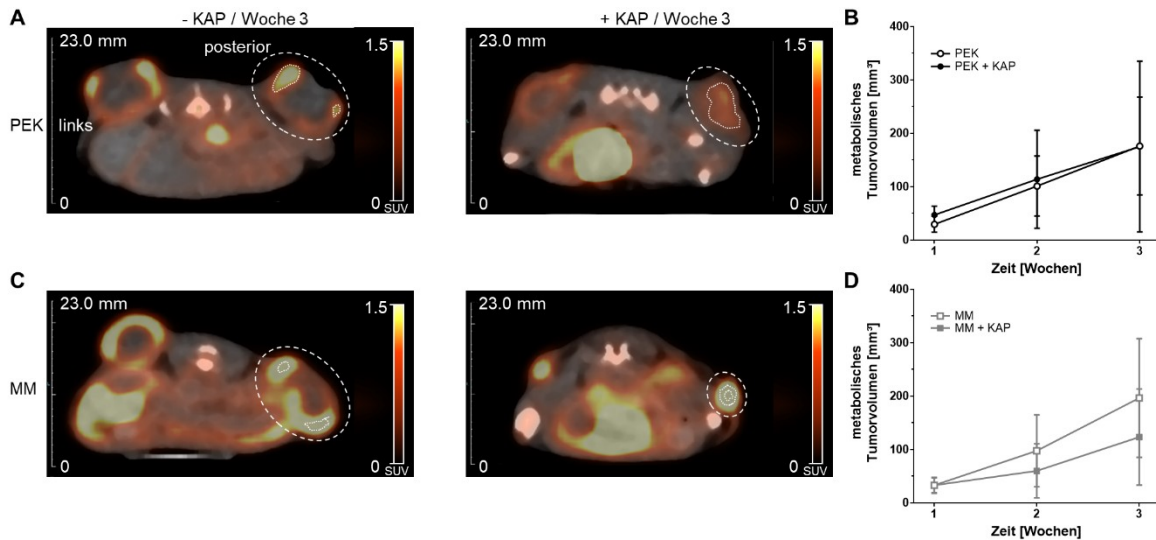 A
- KAP / Woche 3
+ KAP / Woche 3
B
23.0 mm
posterior
1.5
links
0
0
SUV
23.0 mm
1.5
0
0
SUV
PEK
PEK
PEK + KAP
metabolisches
Tumorvolumen [mm³]
400
300
200
100
0
1
2
3
Zeit [Wochen]
C
D
23.0 mm
1.5
0
0
SUV
23.0 mm
1.5
0
0
SUV
MM
MM
MM + KAP
metabolisches
Tumorvolumen [mm³]
400
300
200
100
0
1
2
3
Zeit [Wochen]